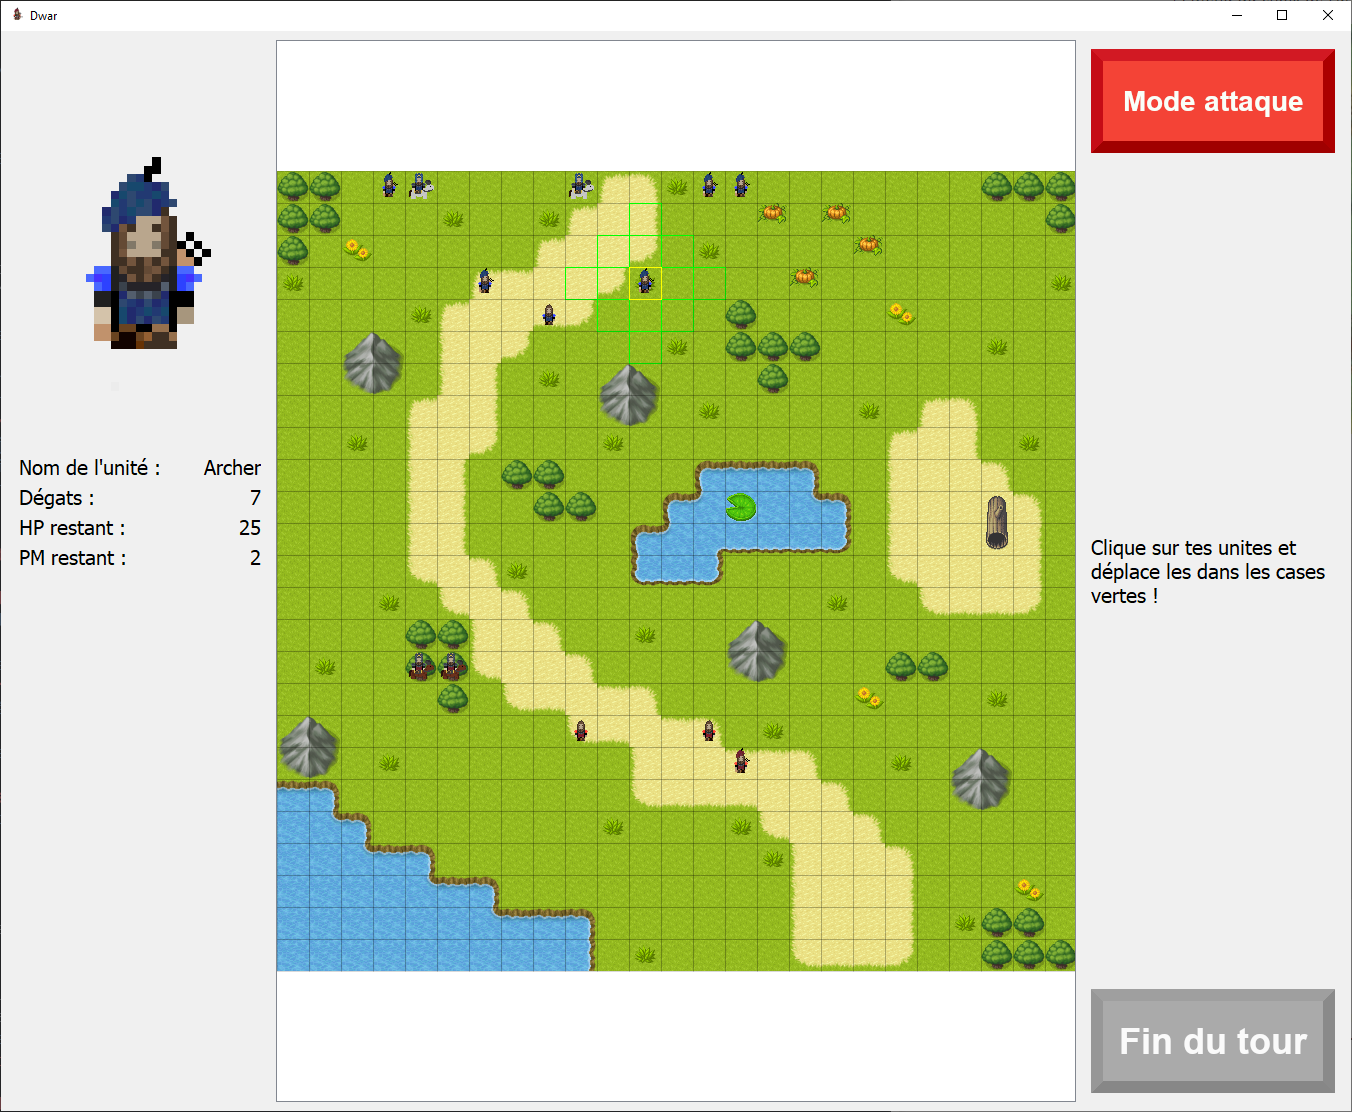 Dwar
Mode attaque
Nom de l'unité : Archer
Dégats : 7
HP restant : 25
PM restant : 2
Clique sur tes unites et
déplace les dans les cases
vertes !
Fin du tour